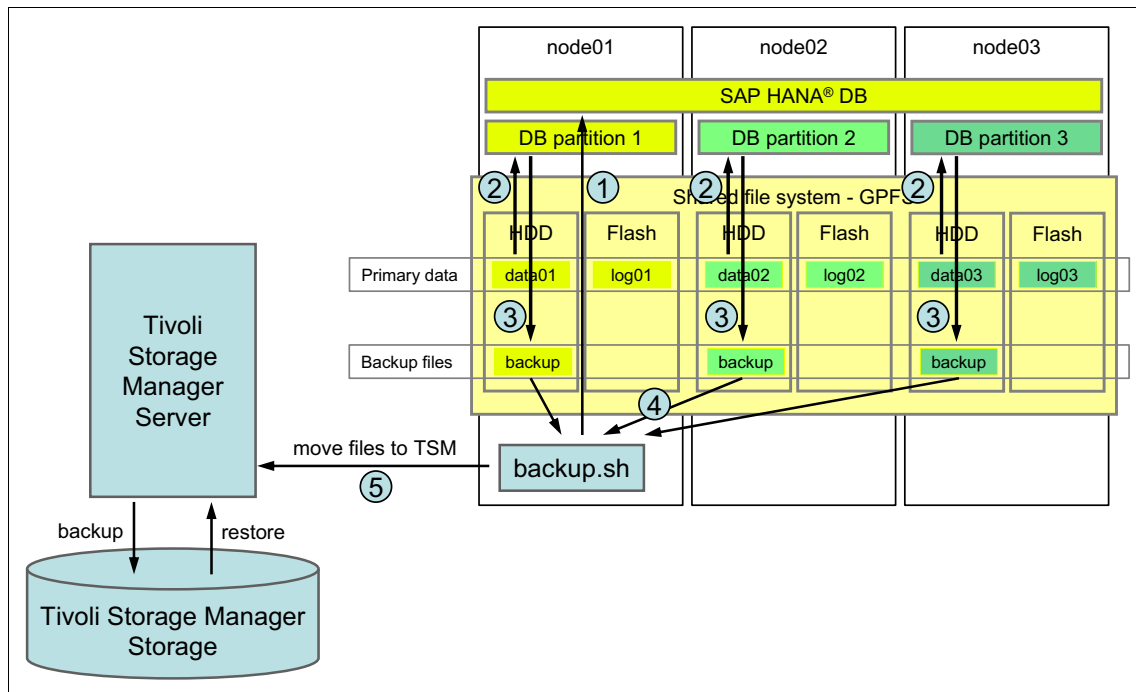 node01
node02
node03
SAP HANA® DB
DB partition 1
DB partition 2
DB partition 3
2
1
2
2
Shared file system - GPFS
HDD
Flash
HDD
Flash
HDD
Flash
Primary data
data01
log01
data02
log02
data03
log03
3
3
3
Backup files
backup
backup
backup
4
Tivoli
Storage
Manager
Server
move files to TSM
5
backup.sh
backup
restore
Tivoli Storage Manager
Storage